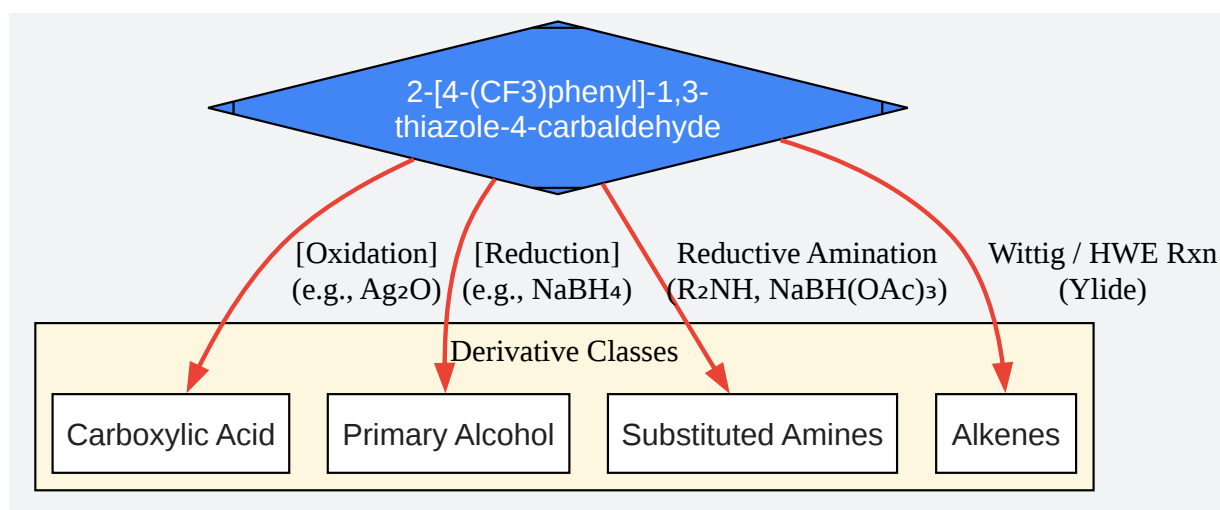 2-[4-(CF3)phenyl]-1,3-
thiazole-4-carbaldehyde
[Oxidation]
(e.g., Ag₂O)
[Reduction]
(e.g., NaBH₄)
Reductive Amination
(R₂NH, NaBH(OAc)₃)
Wittig / HWE Rxn
(Ylide)
Derivative Classes
Carboxylic Acid
Primary Alcohol
Substituted Amines
Alkenes